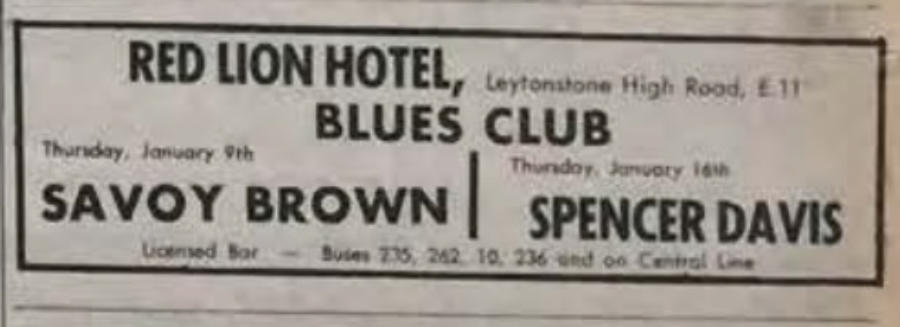 RED LION HOTEL, Leytonstone High Road, E.11
BLUES CLUB
Thursday, January 9th
SAVOY BROWN
Thursday, January 16th
SPENCER DAVIS
Licensed Bar — Buses 235, 262, 10, 236 and on Central Line